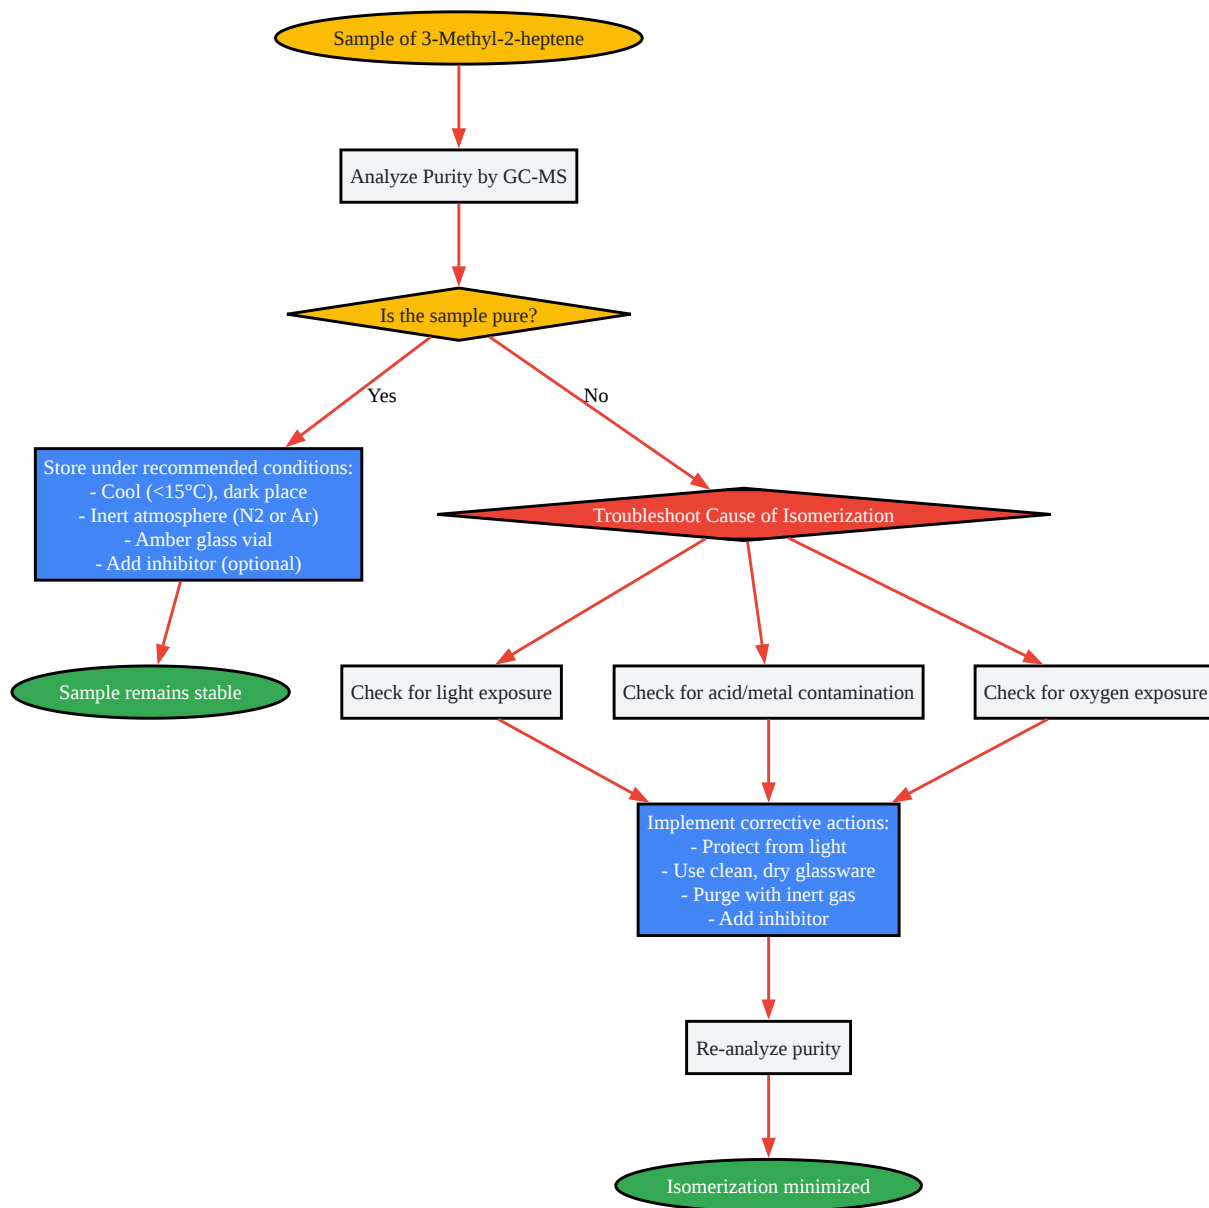 Sample of 3-Methyl-2-heptene
Analyze Purity by GC-MS
Is the sample pure?
Yes
No
Store under recommended conditions:
- Cool (<15°C), dark place
- Inert atmosphere (N2 or Ar)
- Amber glass vial
- Add inhibitor (optional)
Troubleshoot Cause of Isomerization
Sample remains stable
Check for light exposure
Check for acid/metal contamination
Check for oxygen exposure
Implement corrective actions:
- Protect from light
- Use clean, dry glassware
- Purge with inert gas
- Add inhibitor
Re-analyze purity
Isomerization minimized